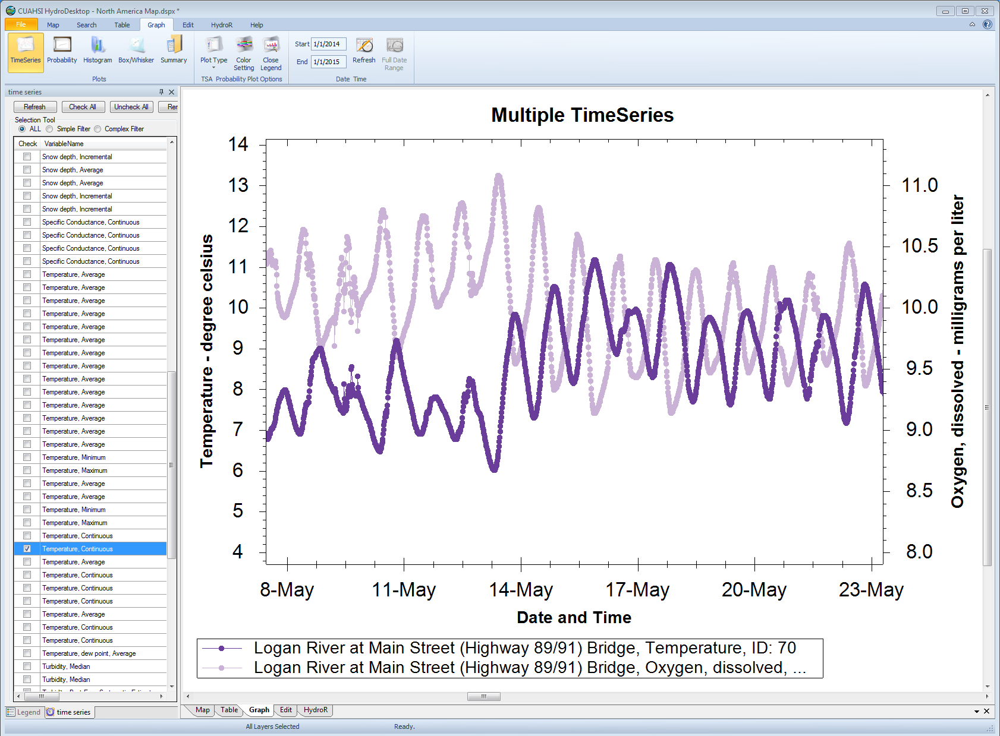 CUAHSI HydroDesktop - North America Map.dspx *
File Map Search Table Graph Edit HydroR Help
TimeSeries Probability Histogram Box/Whisker Summary
Plots
Plot Type Color Setting Close Legend
TSA Probability Plot Options
Start 1/1/2014
End 1/1/2015
Refresh Full Date Range
Date Time
time series
Refresh Check All Uncheck All Rer
Selection Tool
ALL Simple Filter Complex Filter
Check VariableName
Snow depth, Incremental
Snow depth, Average
Snow depth, Average
Snow depth, Incremental
Snow depth, Incremental
Specific Conductance, Continuous
Specific Conductance, Continuous
Specific Conductance, Continuous
Specific Conductance, Continuous
Temperature, Average
Temperature, Average
Temperature, Average
Temperature, Average
Temperature, Average
Temperature, Average
Temperature, Average
Temperature, Average
Temperature, Average
Temperature, Average
Temperature, Average
Temperature, Average
Temperature, Average
Temperature, Average
Temperature, Minimum
Temperature, Maximum
Temperature, Average
Temperature, Average
Temperature, Minimum
Temperature, Maximum
Temperature, Continuous
Temperature, Continuous
Temperature, Average
Temperature, Continuous
Temperature, Continuous
Temperature, Continuous
Temperature, Average
Temperature, Continuous
Temperature, Continuous
Temperature, dew point, Average
Turbidity, Median
Turbidity, Median
Legend time series
Multiple TimeSeries
Temperature - degree celsius
14
13
12
11
10
9
8
7
6
5
4
11.0
10.5
10.0
9.5
9.0
8.5
8.0
Oxygen, dissolved - milligrams per liter
8-May 11-May 14-May 17-May 20-May 23-May
Date and Time
Logan River at Main Street (Highway 89/91) Bridge, Temperature, ID: 70
Logan River at Main Street (Highway 89/91) Bridge, Oxygen, dissolved, ...
Map Table Graph Edit HydroR
All Layers Selected Ready.